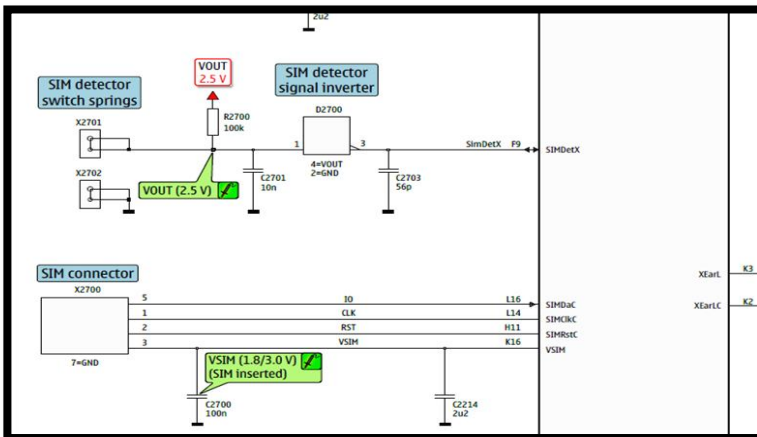 2u2
VOUT
2.5 V
SIM detector
switch springs
SIM detector
signal inverter
X2701
R2700
100k
D2700
1
3
SimDetX
F9
SIMDetX
4=VOUT
2=GND
X2702
C2701
10n
C2703
56p
VOUT (2.5 V)
SIM connector
X2700
XEarL
K3
5
IO
L16
SIMDaC
XEarLC
K2
1
CLK
L14
SIMClkC
2
RST
H11
SIMRstC
3
VSIM
K16
VSIM
7=GND
VSIM (1.8/3.0 V)
(SIM inserted)
C2700
100n
C2214
2u2